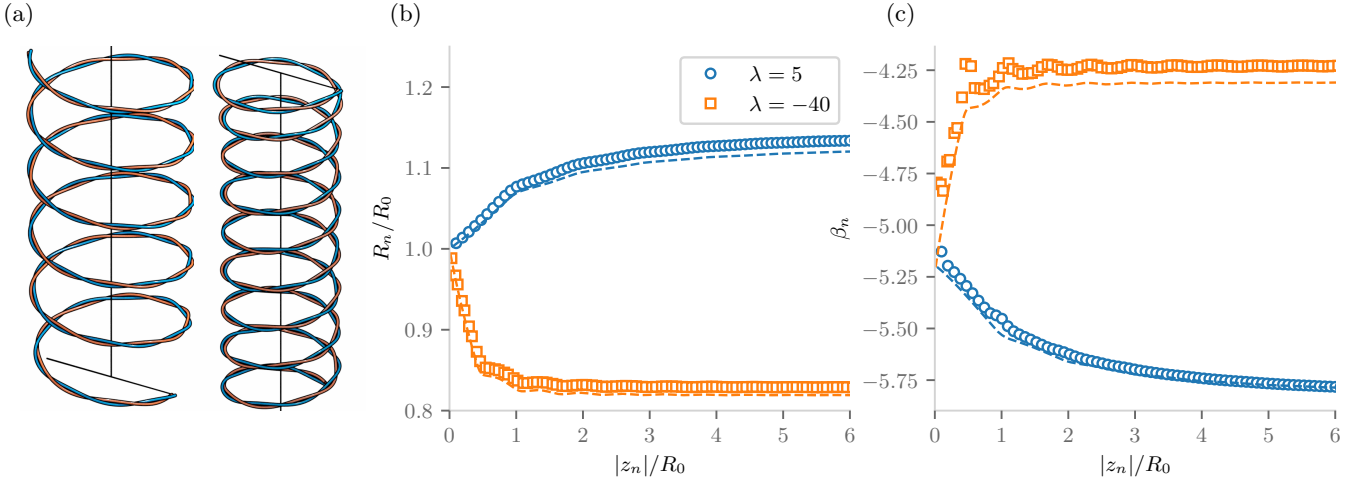 (a)
(b)
(c)
1.2
1.1
1.0
0.9
0.8
R_n/R_0
λ = 5
λ = −40
0 1 2 3 4 5 6
|z_n|/R_0
−4.25
−4.50
−4.75
−5.00
−5.25
−5.50
−5.75
β_n
0 1 2 3 4 5 6
|z_n|/R_0